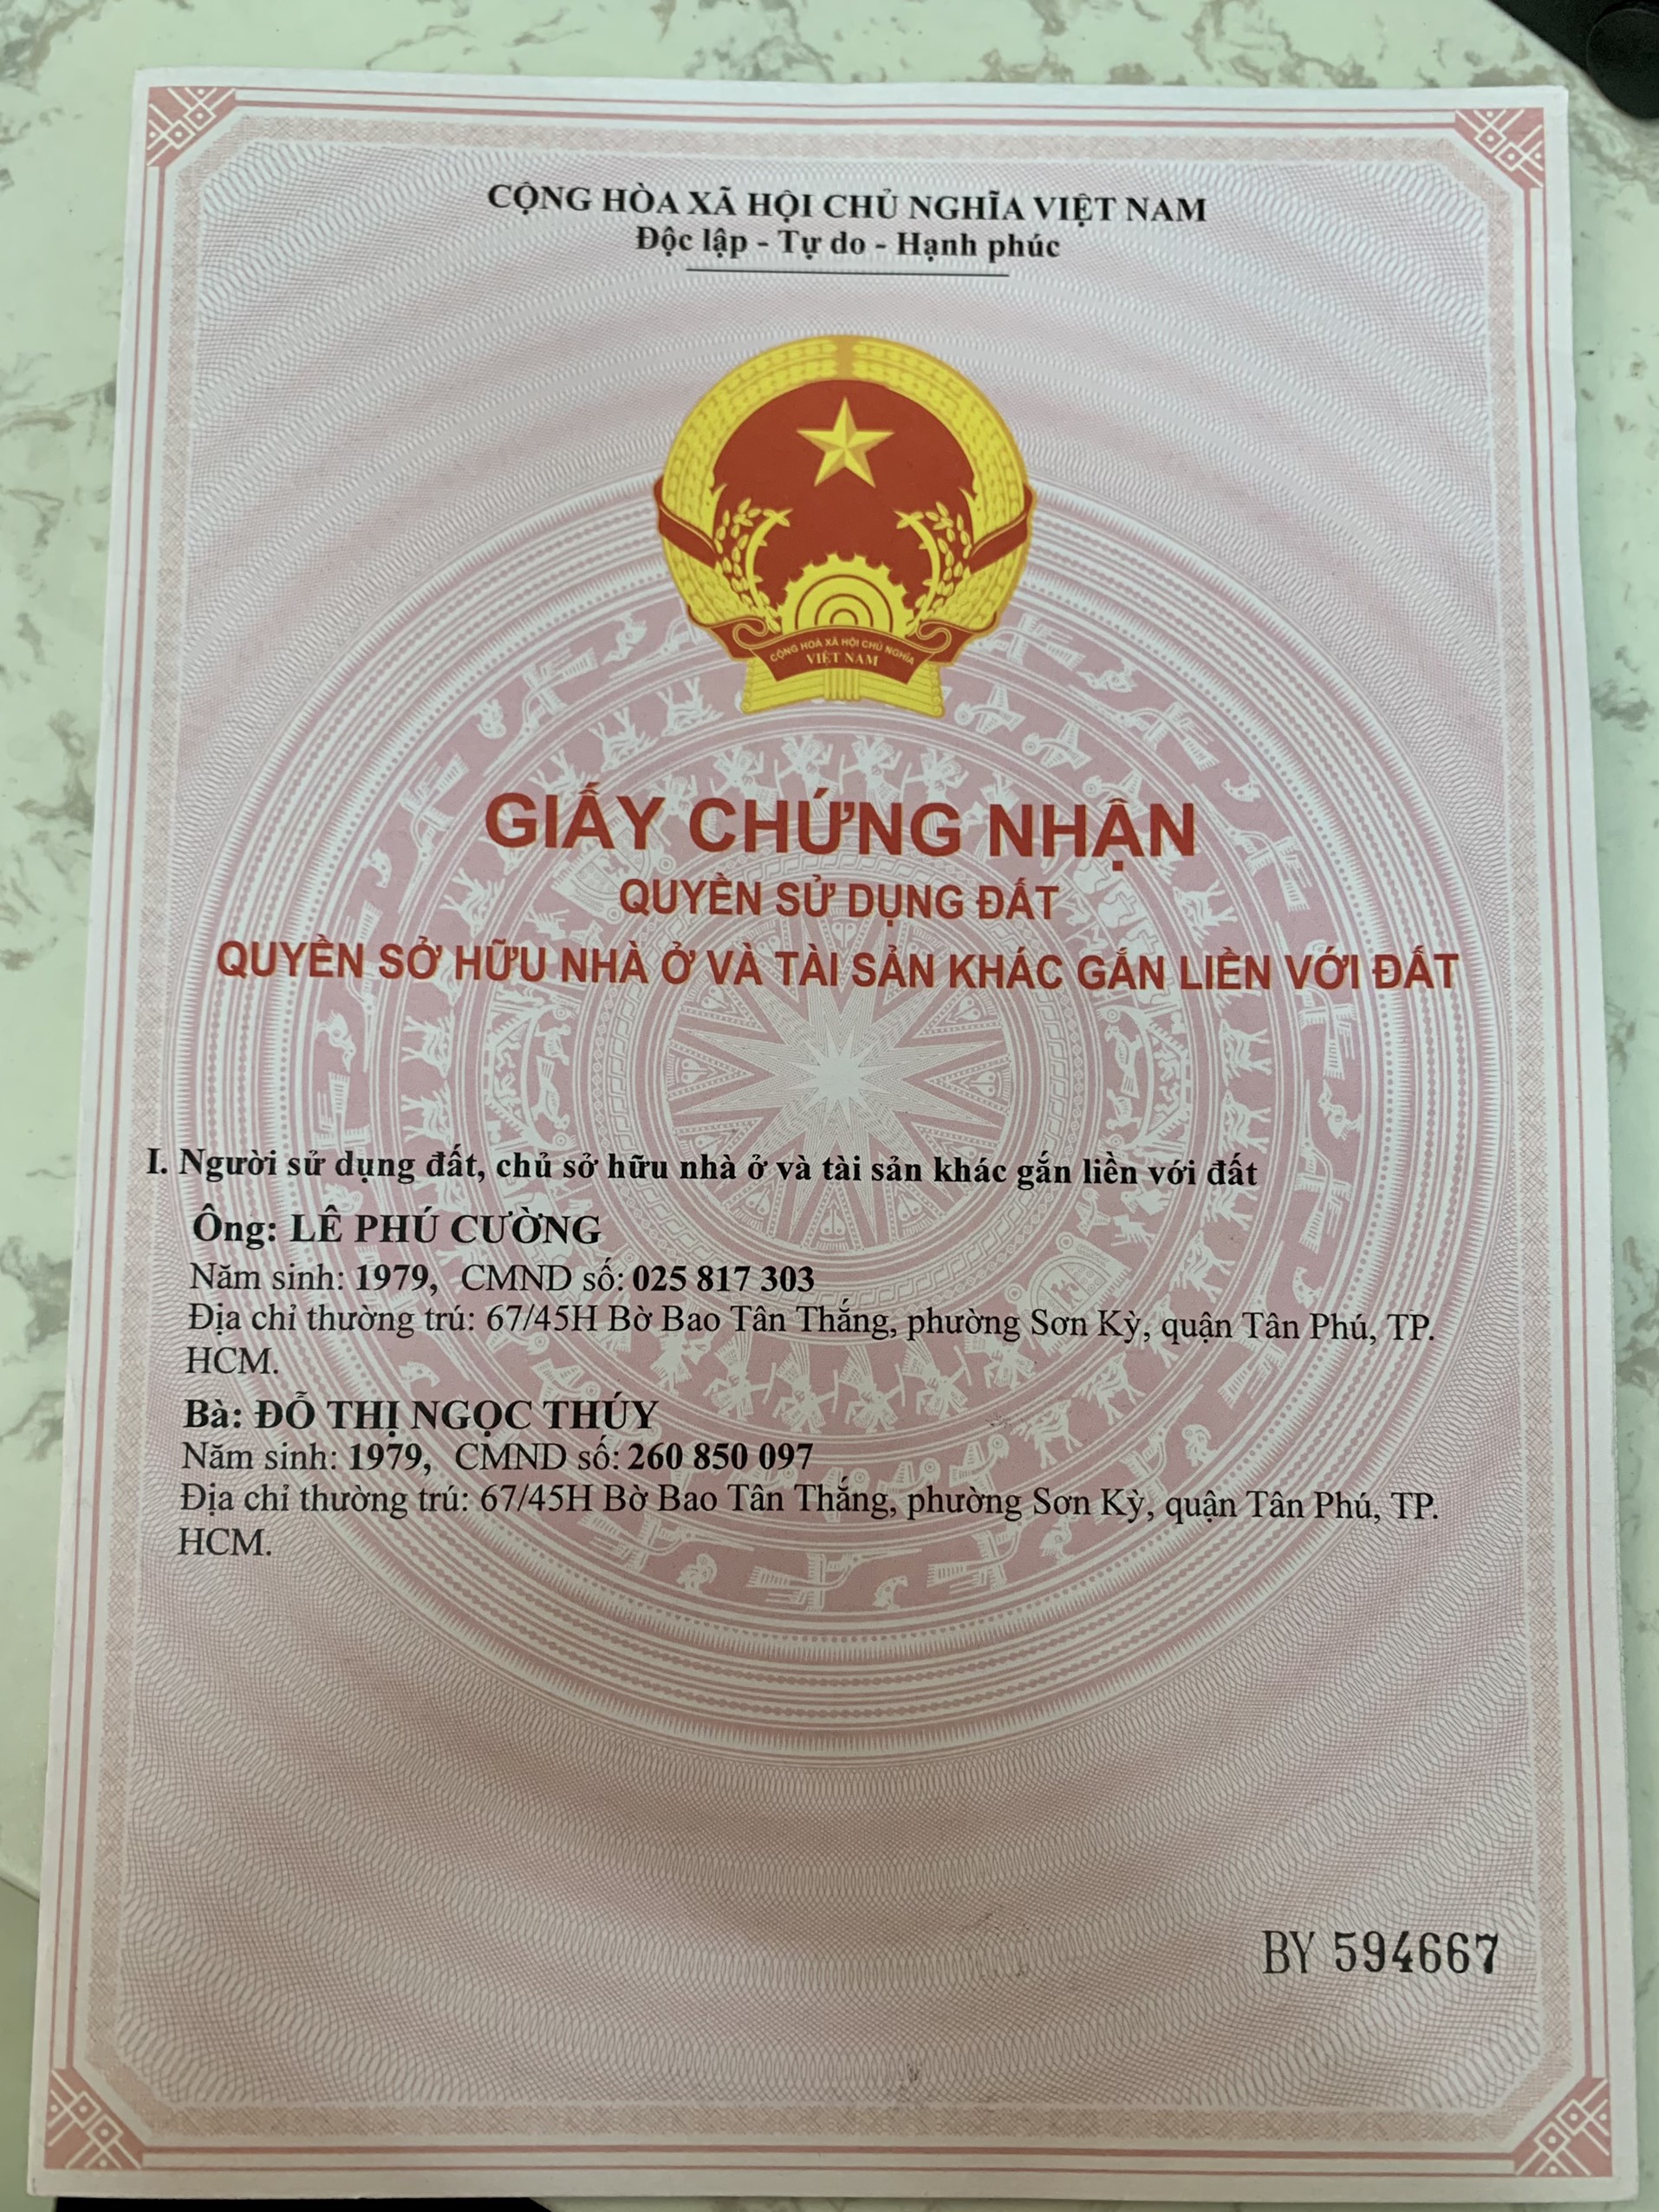 CỘNG HÒA XÃ HỘI CHỦ NGHĨA VIỆT NAM
Độc lập - Tự do - Hạnh phúc
CỘNG HOÀ XÃ HỘI CHỦ NGHĨA
VIỆT NAM
GIẤY CHỨNG NHẬN
QUYỀN SỬ DỤNG ĐẤT
QUYỀN SỞ HỮU NHÀ Ở VÀ TÀI SẢN KHÁC GẮN LIỀN VỚI ĐẤT
I. Người sử dụng đất, chủ sở hữu nhà ở và tài sản khác gắn liền với đất
Ông: LÊ PHÚ CƯỜNG
Năm sinh: 1979, CMND số: 025 817 303
Địa chỉ thường trú: 67/45H Bờ Bao Tân Thắng, phường Sơn Kỳ, quận Tân Phú, TP.
HCM.
Bà: ĐỖ THỊ NGỌC THÚY
Năm sinh: 1979, CMND số: 260 850 097
Địa chỉ thường trú: 67/45H Bờ Bao Tân Thắng, phường Sơn Kỳ, quận Tân Phú, TP.
HCM.
BY 594667